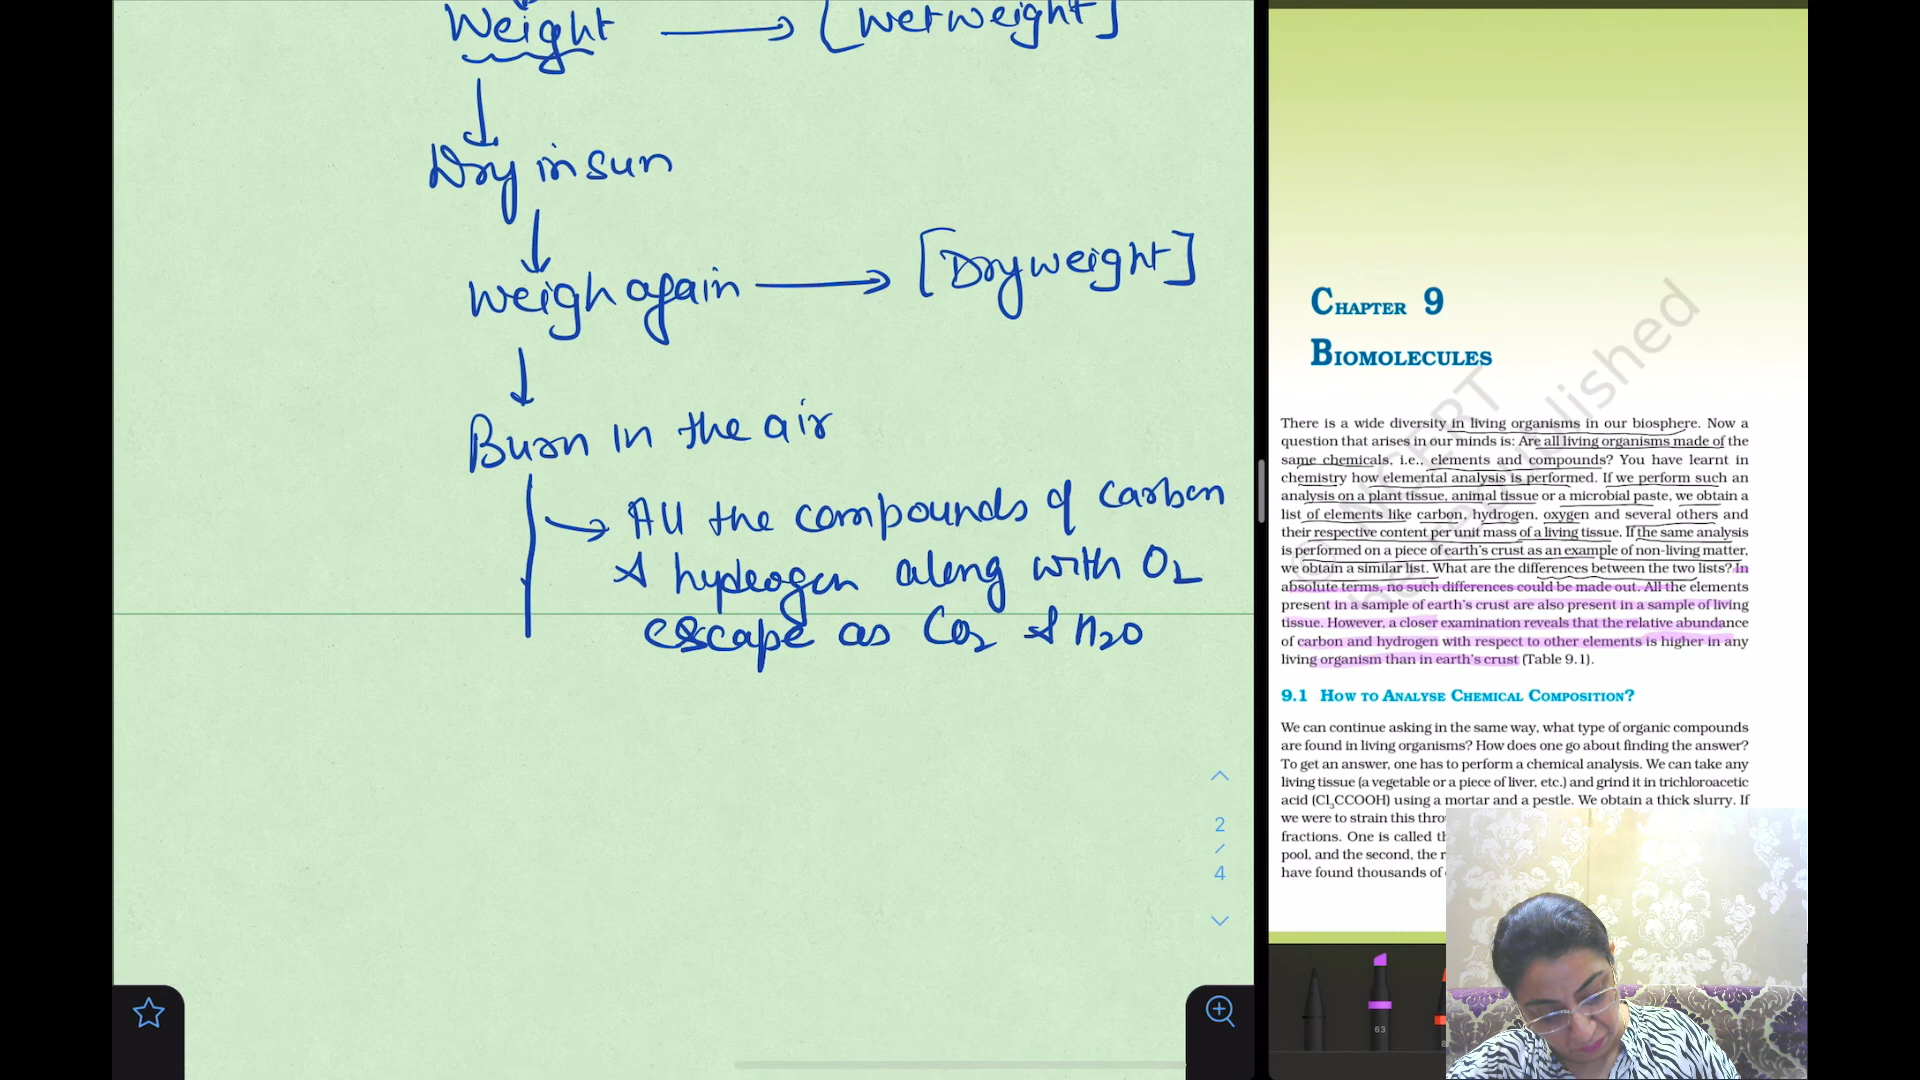 Weight → [wetweight]
Dry in sun
Weigh again → [Dryweight]
Burn in the air
→ All the compounds of carbon
& hydrogen along with O2
escape as CO2 & H2O
2
/
4
CHAPTER 9
BIOMOLECULES
There is a wide diversity in living organisms in our biosphere. Now a
question that arises in our minds is: Are all living organisms made of the
same chemicals, i.e., elements and compounds? You have learnt in
chemistry how elemental analysis is performed. If we perform such an
analysis on a plant tissue, animal tissue or a microbial paste, we obtain a
list of elements like carbon, hydrogen, oxygen and several others and
their respective content per unit mass of a living tissue. If the same analysis
is performed on a piece of earth's crust as an example of non-living matter,
we obtain a similar list. What are the differences between the two lists? In
absolute terms, no such differences could be made out. All the elements
present in a sample of earth's crust are also present in a sample of living
tissue. However, a closer examination reveals that the relative abundance
of carbon and hydrogen with respect to other elements is higher in any
living organism than in earth's crust (Table 9.1).
9.1 HOW TO ANALYSE CHEMICAL COMPOSITION?
We can continue asking in the same way, what type of organic compounds
are found in living organisms? How does one go about finding the answer?
To get an answer, one has to perform a chemical analysis. We can take any
living tissue (a vegetable or a piece of liver, etc.) and grind it in trichloroacetic
acid (Cl3CCOOH) using a mortar and a pestle. We obtain a thick slurry. If
we were to strain this thro
fractions. One is called th
pool, and the second, the r
have found thousands of
63